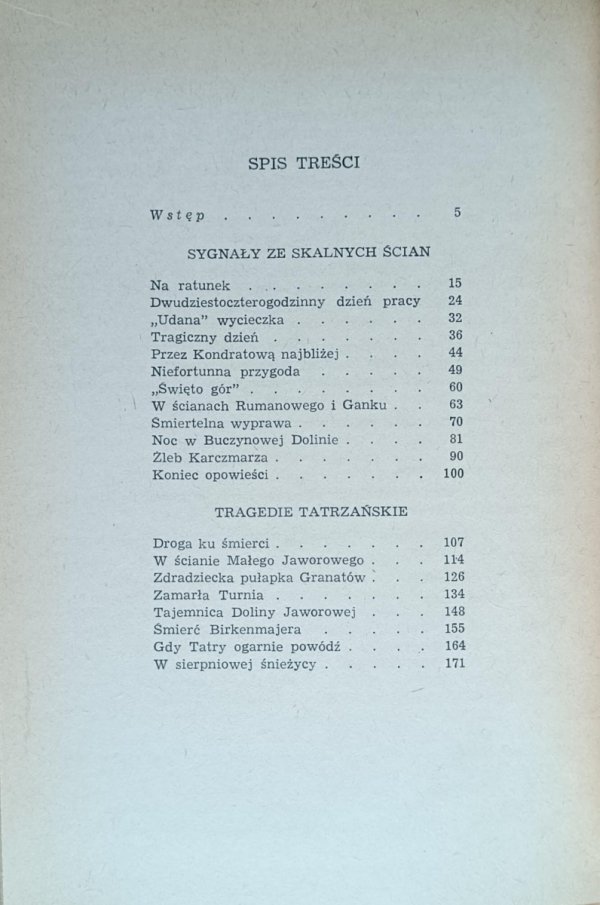 SPIS TREŚCI
Wstęp . . . . . . . . . 5
SYGNAŁY ZE SKALNYCH ŚCIAN
Na ratunek . . . . . . . . 15
Dwudziestoczterogodzinny dzień pracy 24
„Udana” wycieczka . . . . . . 32
Tragiczny dzień . . . . . . . 36
Przez Kondratową najbliżej . . . . 44
Niefortunna przygoda . . . . . 49
„Święto gór” . . . . . . . . 60
W ścianach Rumanowego i Ganku . . 63
Śmiertelna wyprawa . . . . . . 70
Noc w Buczynowej Dolinie . . . . 81
Żleb Karczmarza . . . . . . . 90
Koniec opowieści . . . . . . . 100
TRAGEDIE TATRZAŃSKIE
Droga ku śmierci . . . . . . . 107
W ścianie Małego Jaworowego . . . 114
Zdradziecka pułapka Granatów . . . 126
Zamarła Turnia . . . . . . . 134
Tajemnica Doliny Jaworowej . . . 148
Śmierć Birkenmajera . . . . . 155
Gdy Tatry ogarnie powódź . . . . 164
W sierpniowej śnieżycy . . . . . 171